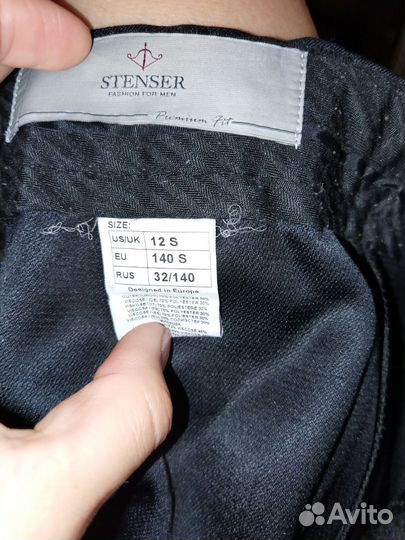 STENSER
FASHION FOR MEN
Premium Fit
SIZE:
US/UK 12 S
EU 140 S
RUS 32/140
Designed in Europe
Avito